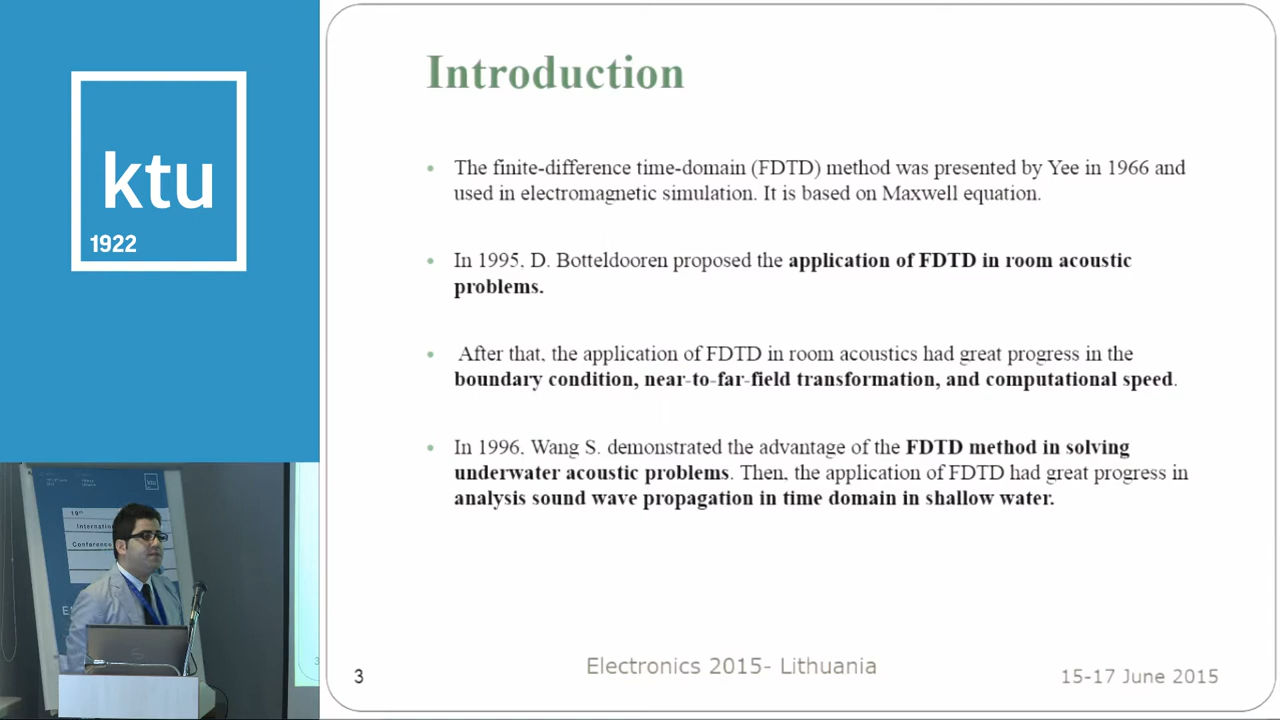 ktu
1922
Introduction
• The finite-difference time-domain (FDTD) method was presented by Yee in 1966 and
used in electromagnetic simulation. It is based on Maxwell equation.
• In 1995, D. Botteldooren proposed the application of FDTD in room acoustic
problems.
• After that, the application of FDTD in room acoustics had great progress in the
boundary condition, near-to-far-field transformation, and computational speed.
• In 1996, Wang S. demonstrated the advantage of the FDTD method in solving
underwater acoustic problems. Then, the application of FDTD had great progress in
analysis sound wave propagation in time domain in shallow water.
3
Electronics 2015- Lithuania
15-17 June 2015
19th
Internation
Conference